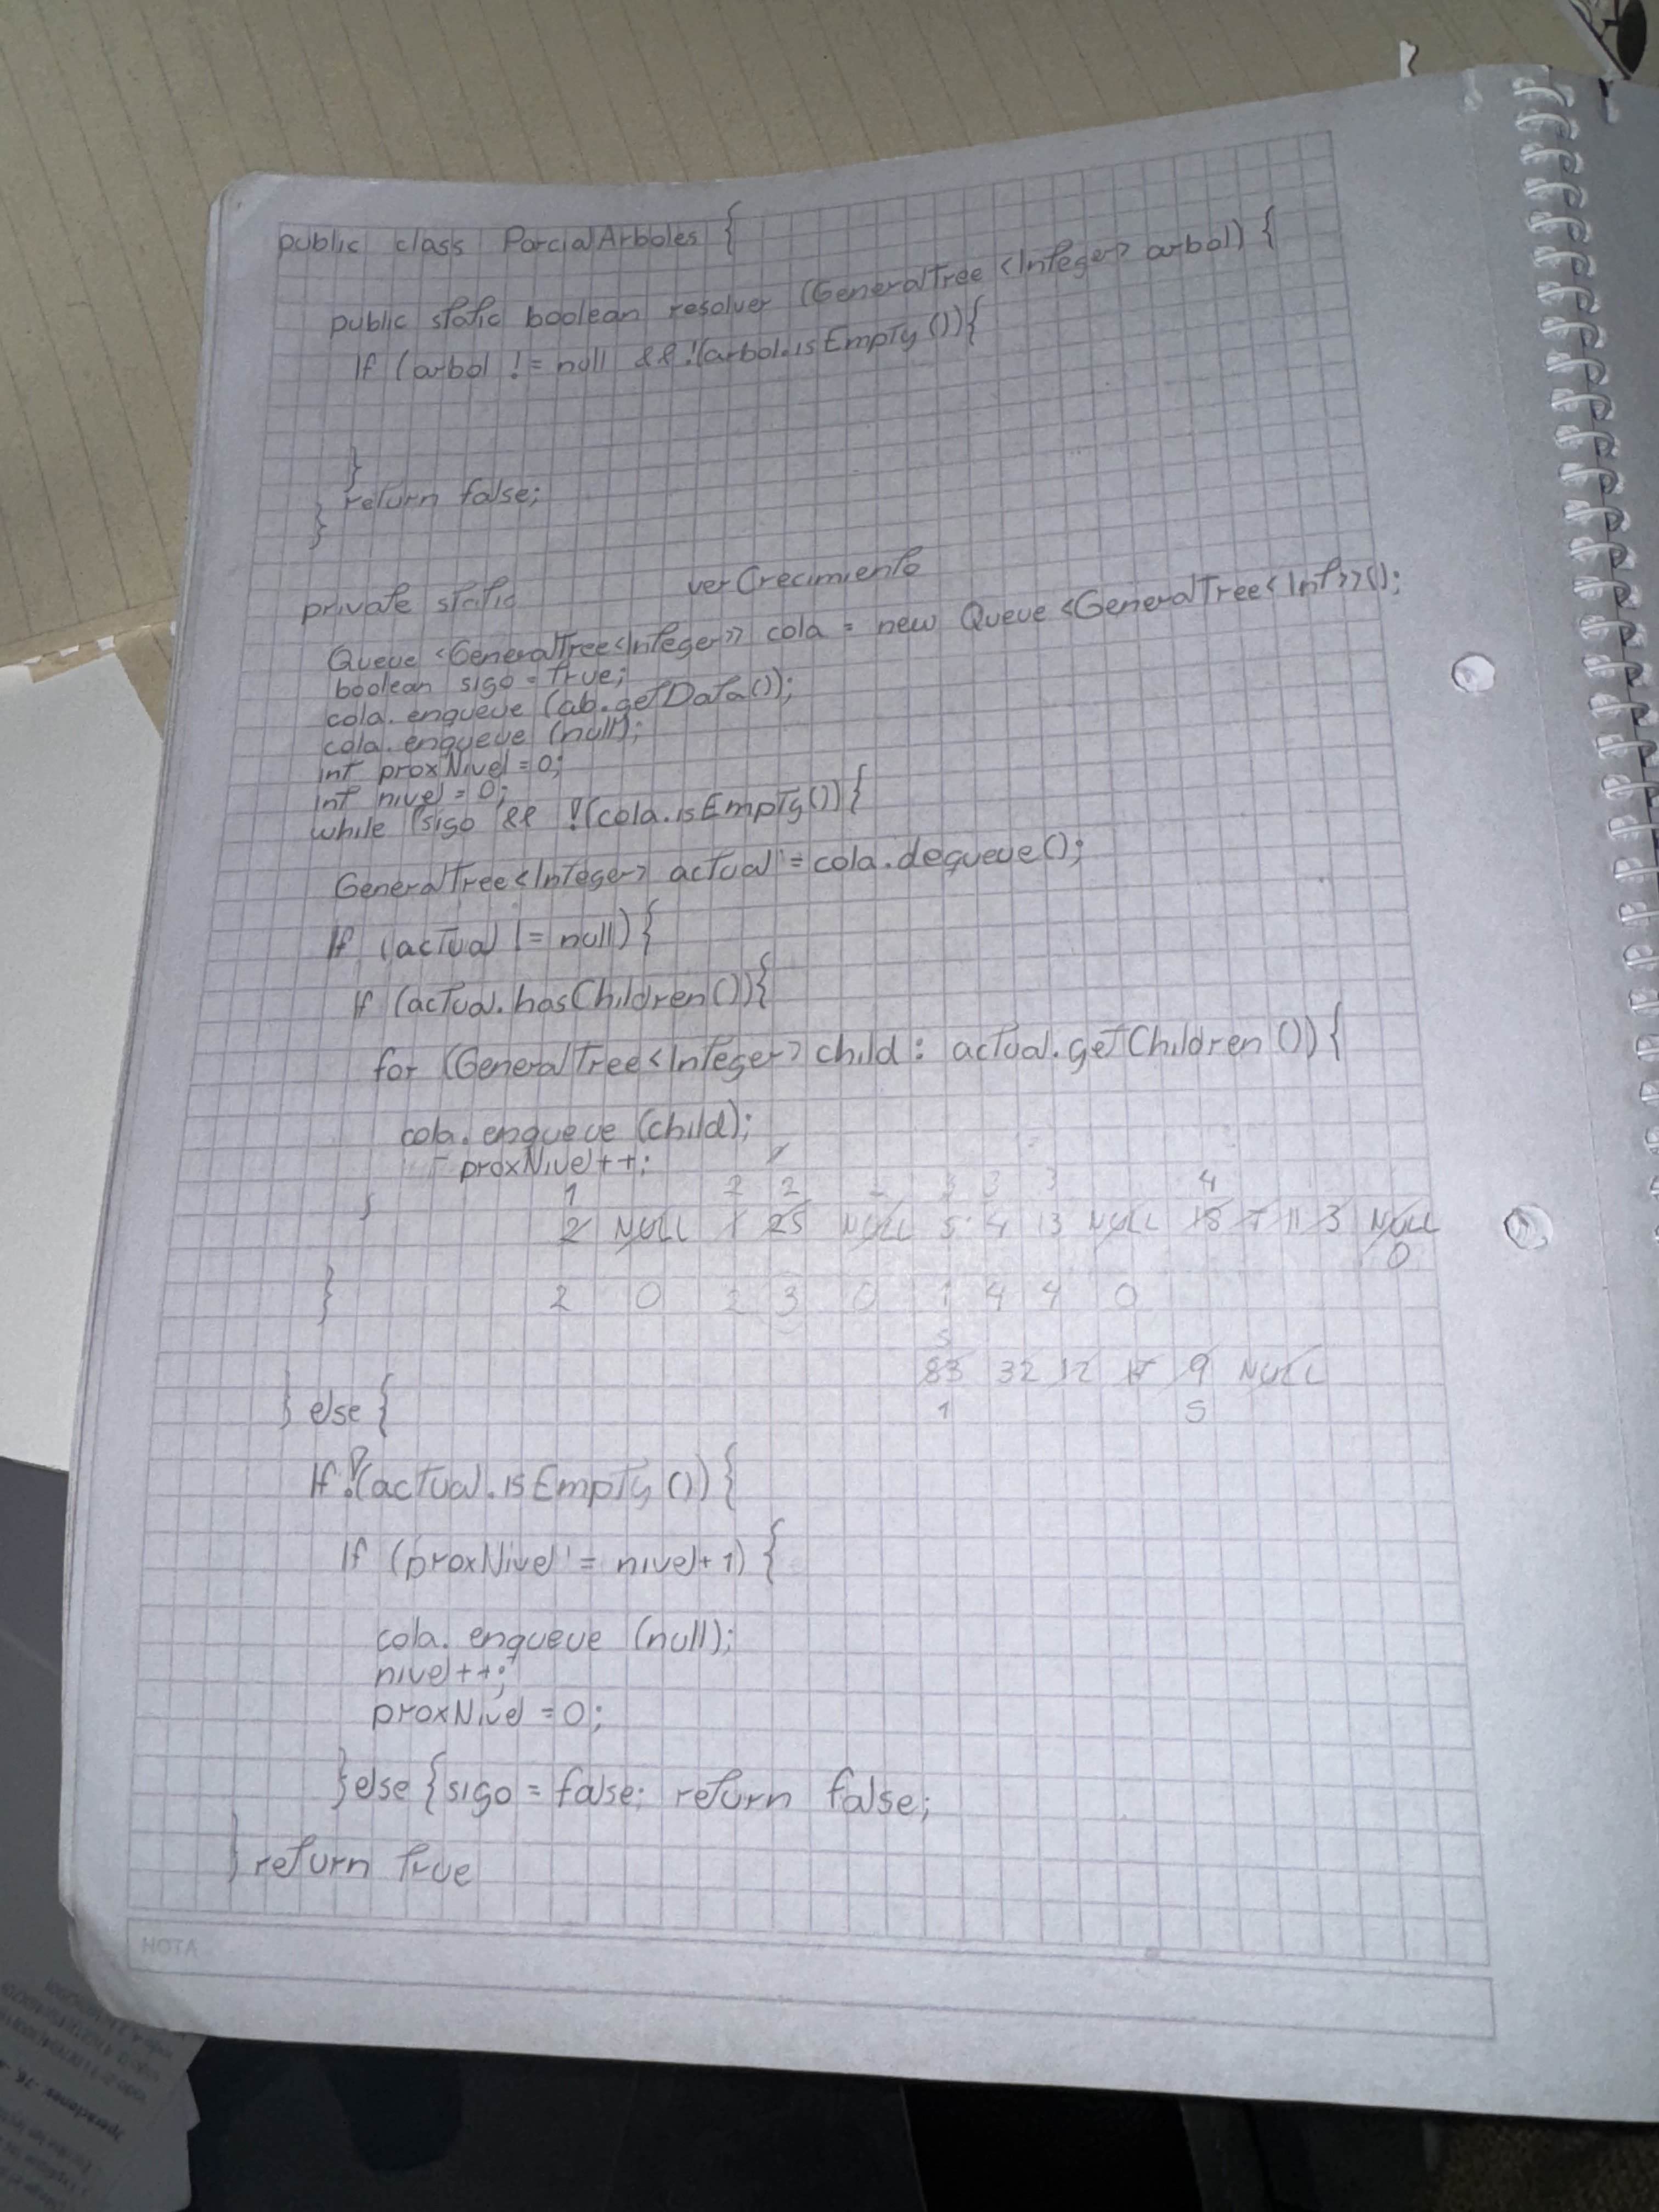 public class ParcialArboles {
public static boolean resolver (GeneralTree <Integer> arbol) {
If (arbol != null && !(arbol.isEmpty ()){
}
return false;
}
private static verCrecimiento
Queue <GeneralTree<Integer>> cola = new Queue <GeneralTree<Int>>();
boolean sigo = true;
cola. enqueue (ab.getData());
cola. enqueue (null);
int proxNivel = 0;
int nivel = 0;
while (sigo && !(cola.isEmpty()){
GeneralTree<Integer> actual = cola.dequeue();
If (actual != null){
If (actual.hasChildren()){
for (GeneralTree<Integer> child : actual.getChildren ()) {
cola. enqueue (child);
proxNivel++;
1 2 2 - 3 3 3 4
}
2 NULL 1 25 NULL 5 4 13 NULL 18 7 11 3 NULL
0
} 2 0 2 3 0 1 4 4 0
5
83 32 12 17 9 NULL
} else { 1 5
If !(actual.isEmpty ()) {
If (proxNivel = nivel+1) {
cola. enqueue (null);
nivel++;
proxNivel = 0;
}else {sigo = false; return false;
} return true
NOTA